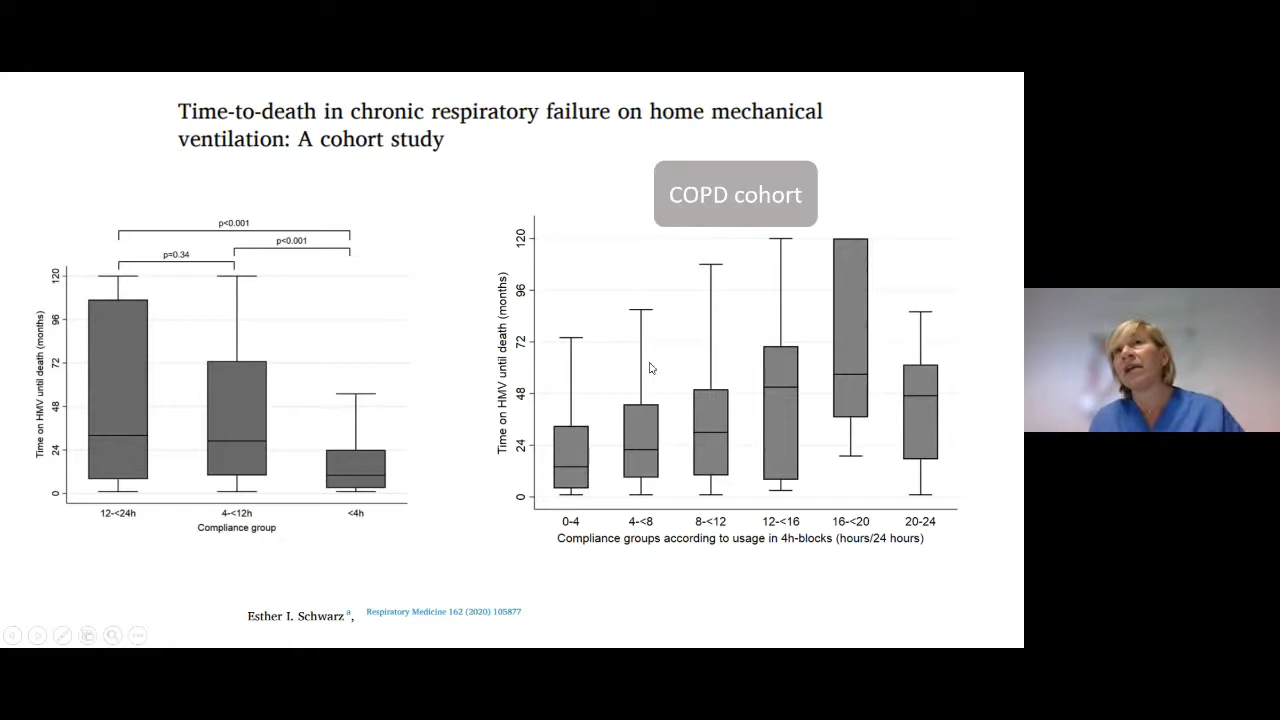 Time-to-death in chronic respiratory failure on home mechanical
ventilation: A cohort study
COPD cohort
p<0.001
p<0.001
p=0.34
Time on HMV until death (months)
120
96
72
48
24
0
12-<24h
4-<12h
<4h
Compliance group
Time on HMV until death (months)
120
96
72
48
24
0
0-4
4-<8
8-<12
12-<16
16-<20
20-24
Compliance groups according to usage in 4h-blocks (hours/24 hours)
Esther I. Schwarz a,
Respiratory Medicine 162 (2020) 105877